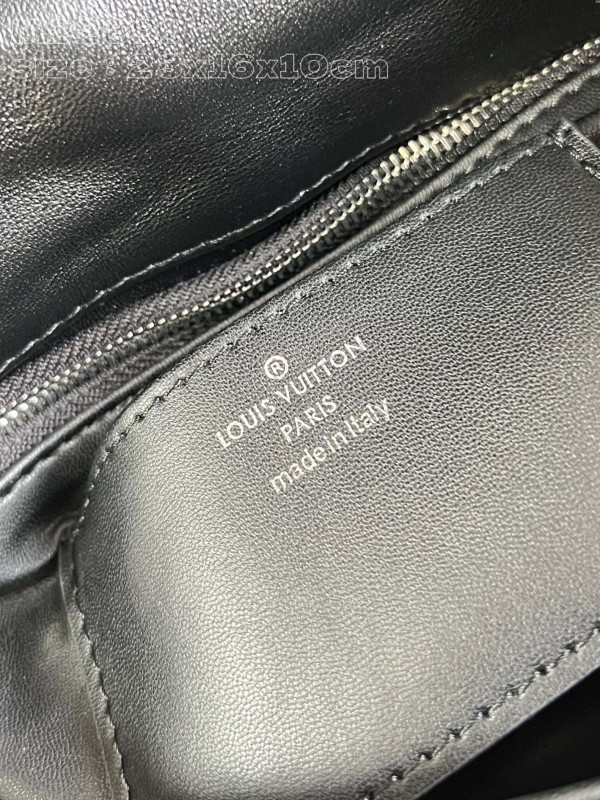 size : 23x16x10cm
®
LOUIS VUITTON
PARIS
made in Italy